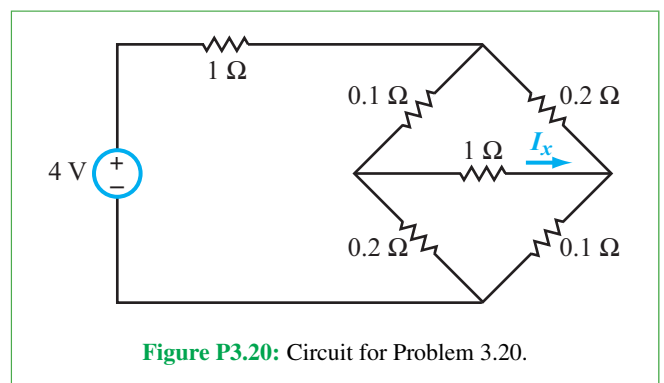 1 Ω
0.1 Ω
0.2 Ω
1 Ω
Iₓ
4 V
+
−
0.2 Ω
0.1 Ω
Figure P3.20: Circuit for Problem 3.20.